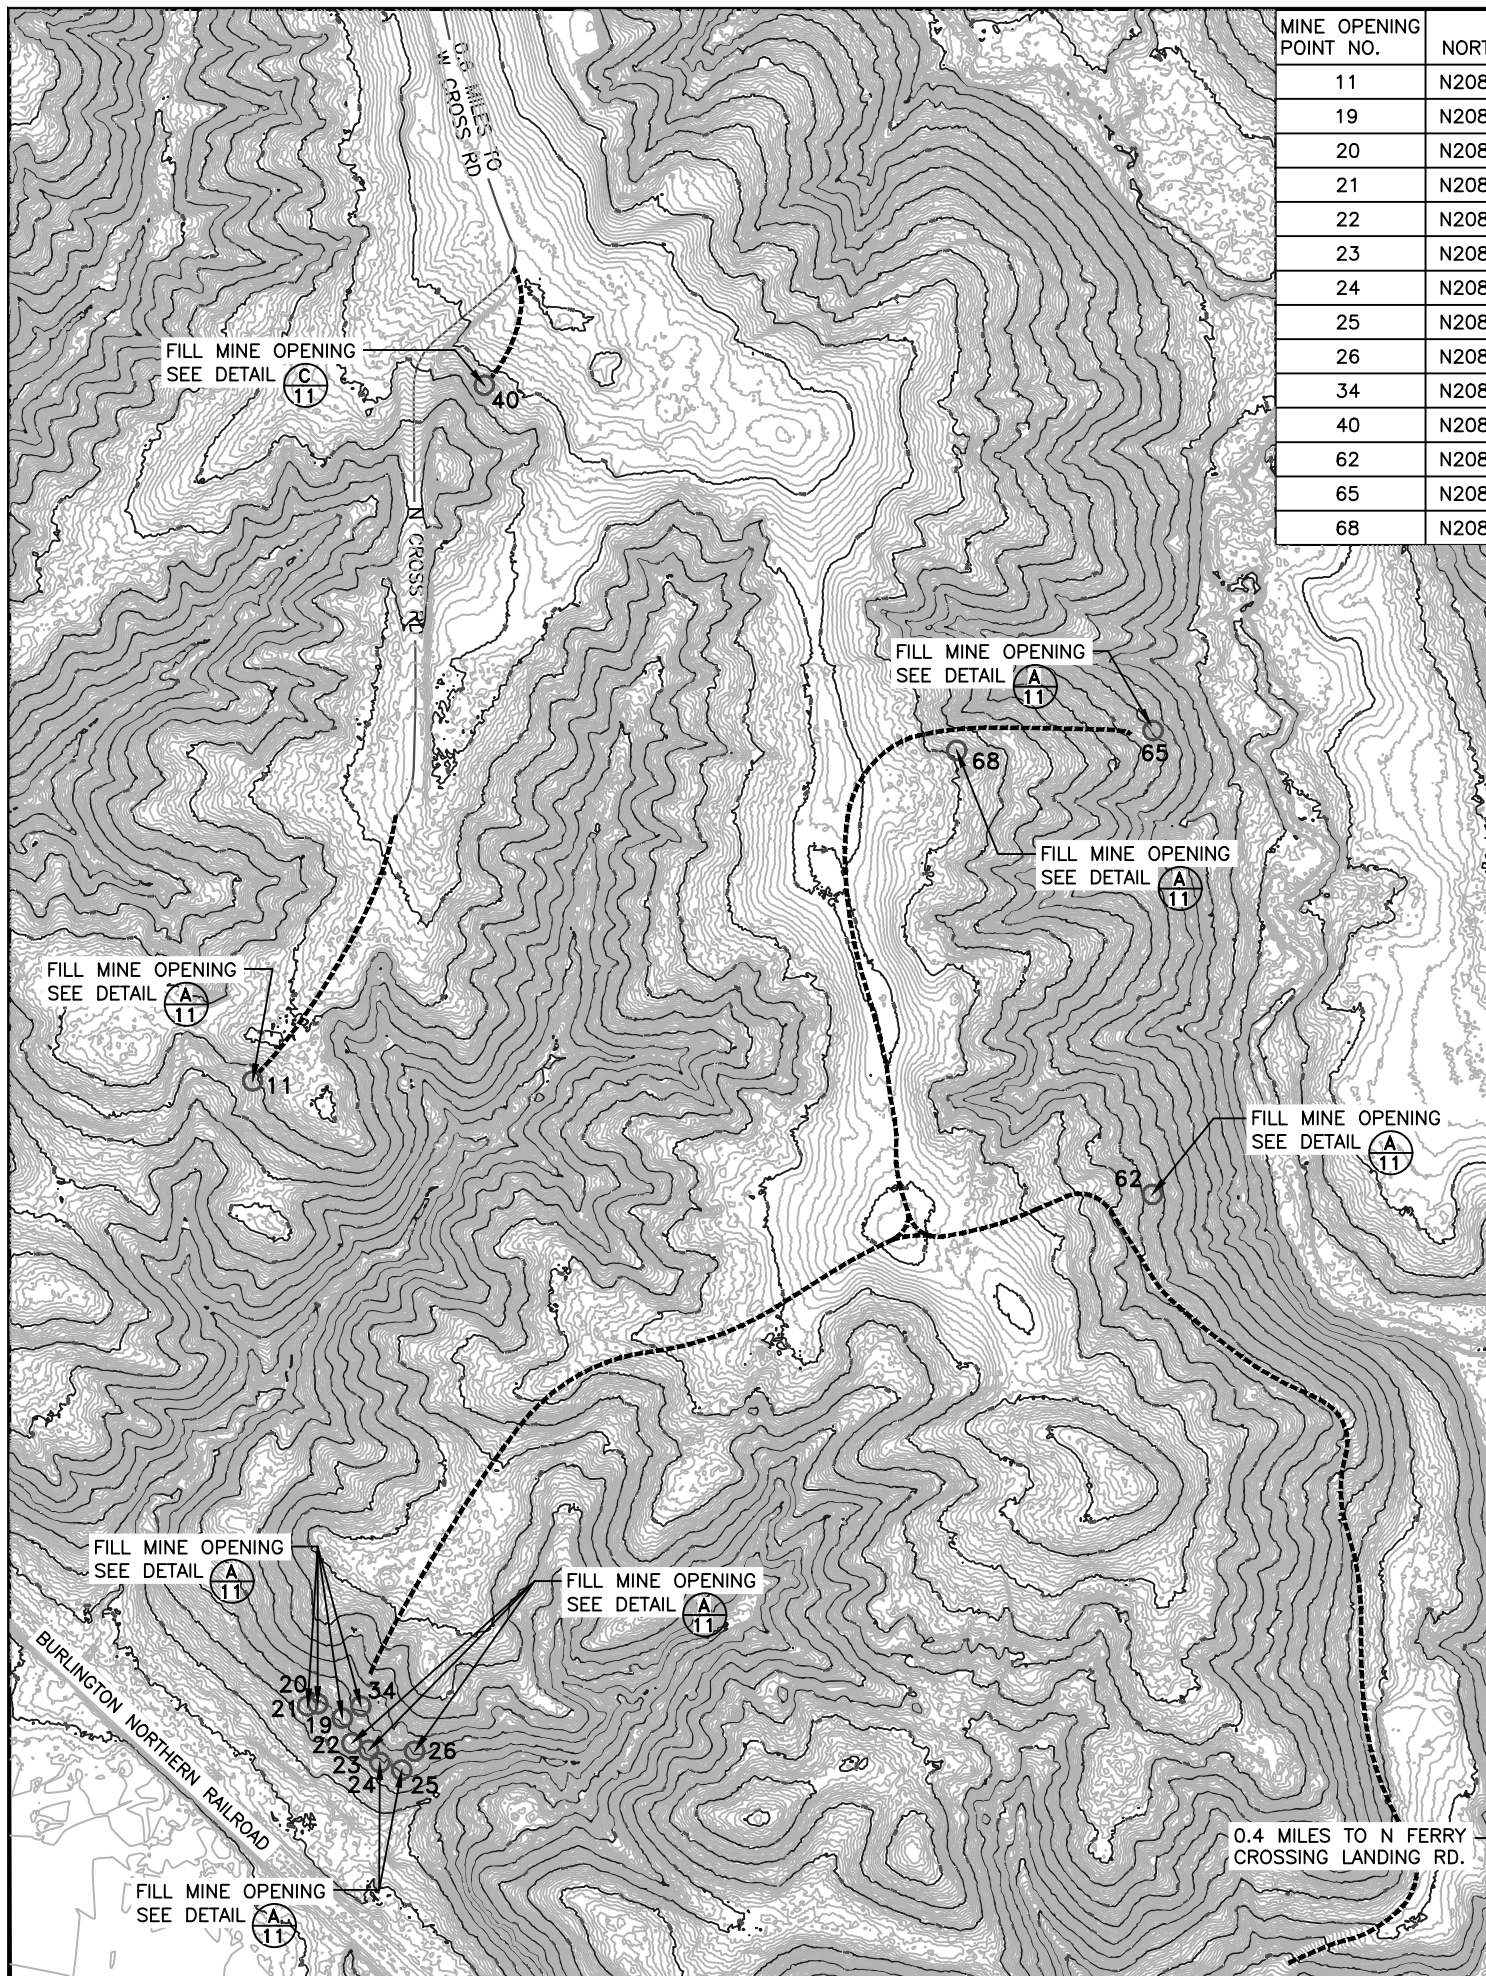 MINE OPENING
POINT NO.
NORT
11 N208
19 N208
20 N208
21 N208
22 N208
23 N208
24 N208
25 N208
26 N208
34 N208
40 N208
62 N208
65 N208
68 N208
0.6 MILES TO
W CROSS RD
FILL MINE OPENING
SEE DETAIL C
11
40
N CROSS RD
FILL MINE OPENING
SEE DETAIL A
11
65
68
FILL MINE OPENING
SEE DETAIL A
11
FILL MINE OPENING
SEE DETAIL A
11
11
FILL MINE OPENING
SEE DETAIL A
11
62
FILL MINE OPENING
SEE DETAIL A
11
FILL MINE OPENING
SEE DETAIL A
11
BURLINGTON NORTHERN RAILROAD
20
21
19
34
22
23
24
26
25
0.4 MILES TO N FERRY
CROSSING LANDING RD.
FILL MINE OPENING
SEE DETAIL A
11